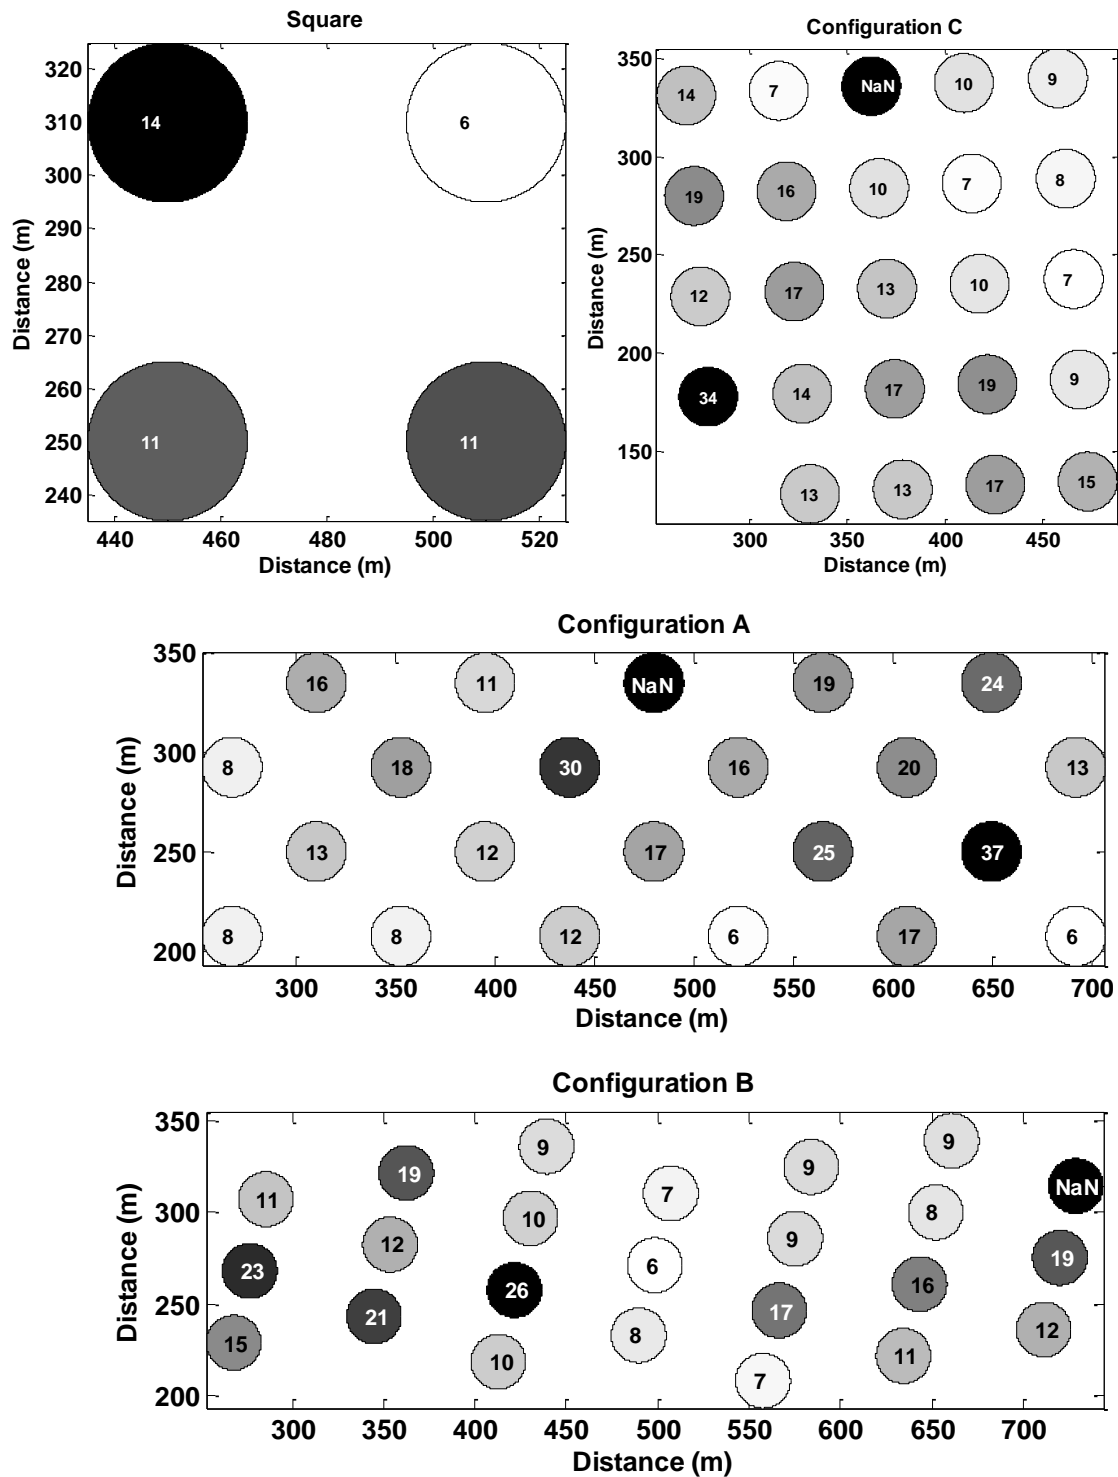 Square
320
310
300
290
280
270
260
250
240
Distance (m)
14
6
11
11
440 460 480 500 520
Distance (m)
Configuration C
350
300
250
200
150
Distance (m)
14 7 NaN 10 9
19 16 10 7 8
12 17 13 10 7
34 14 17 19 9
13 13 17 15
300 350 400 450
Distance (m)
Configuration A
350
300
250
200
Distance (m)
16 11 NaN 19 24
8 18 30 16 20 13
13 12 17 25 37
8 8 12 6 17 6
300 350 400 450 500 550 600 650 700
Distance (m)
Configuration B
350
300
250
200
Distance (m)
9 9
19 9
11 7 NaN
10 8
12 9
23 6 19
26 16
21 17
15 8 12
10 11
7
300 350 400 450 500 550 600 650 700
Distance (m)